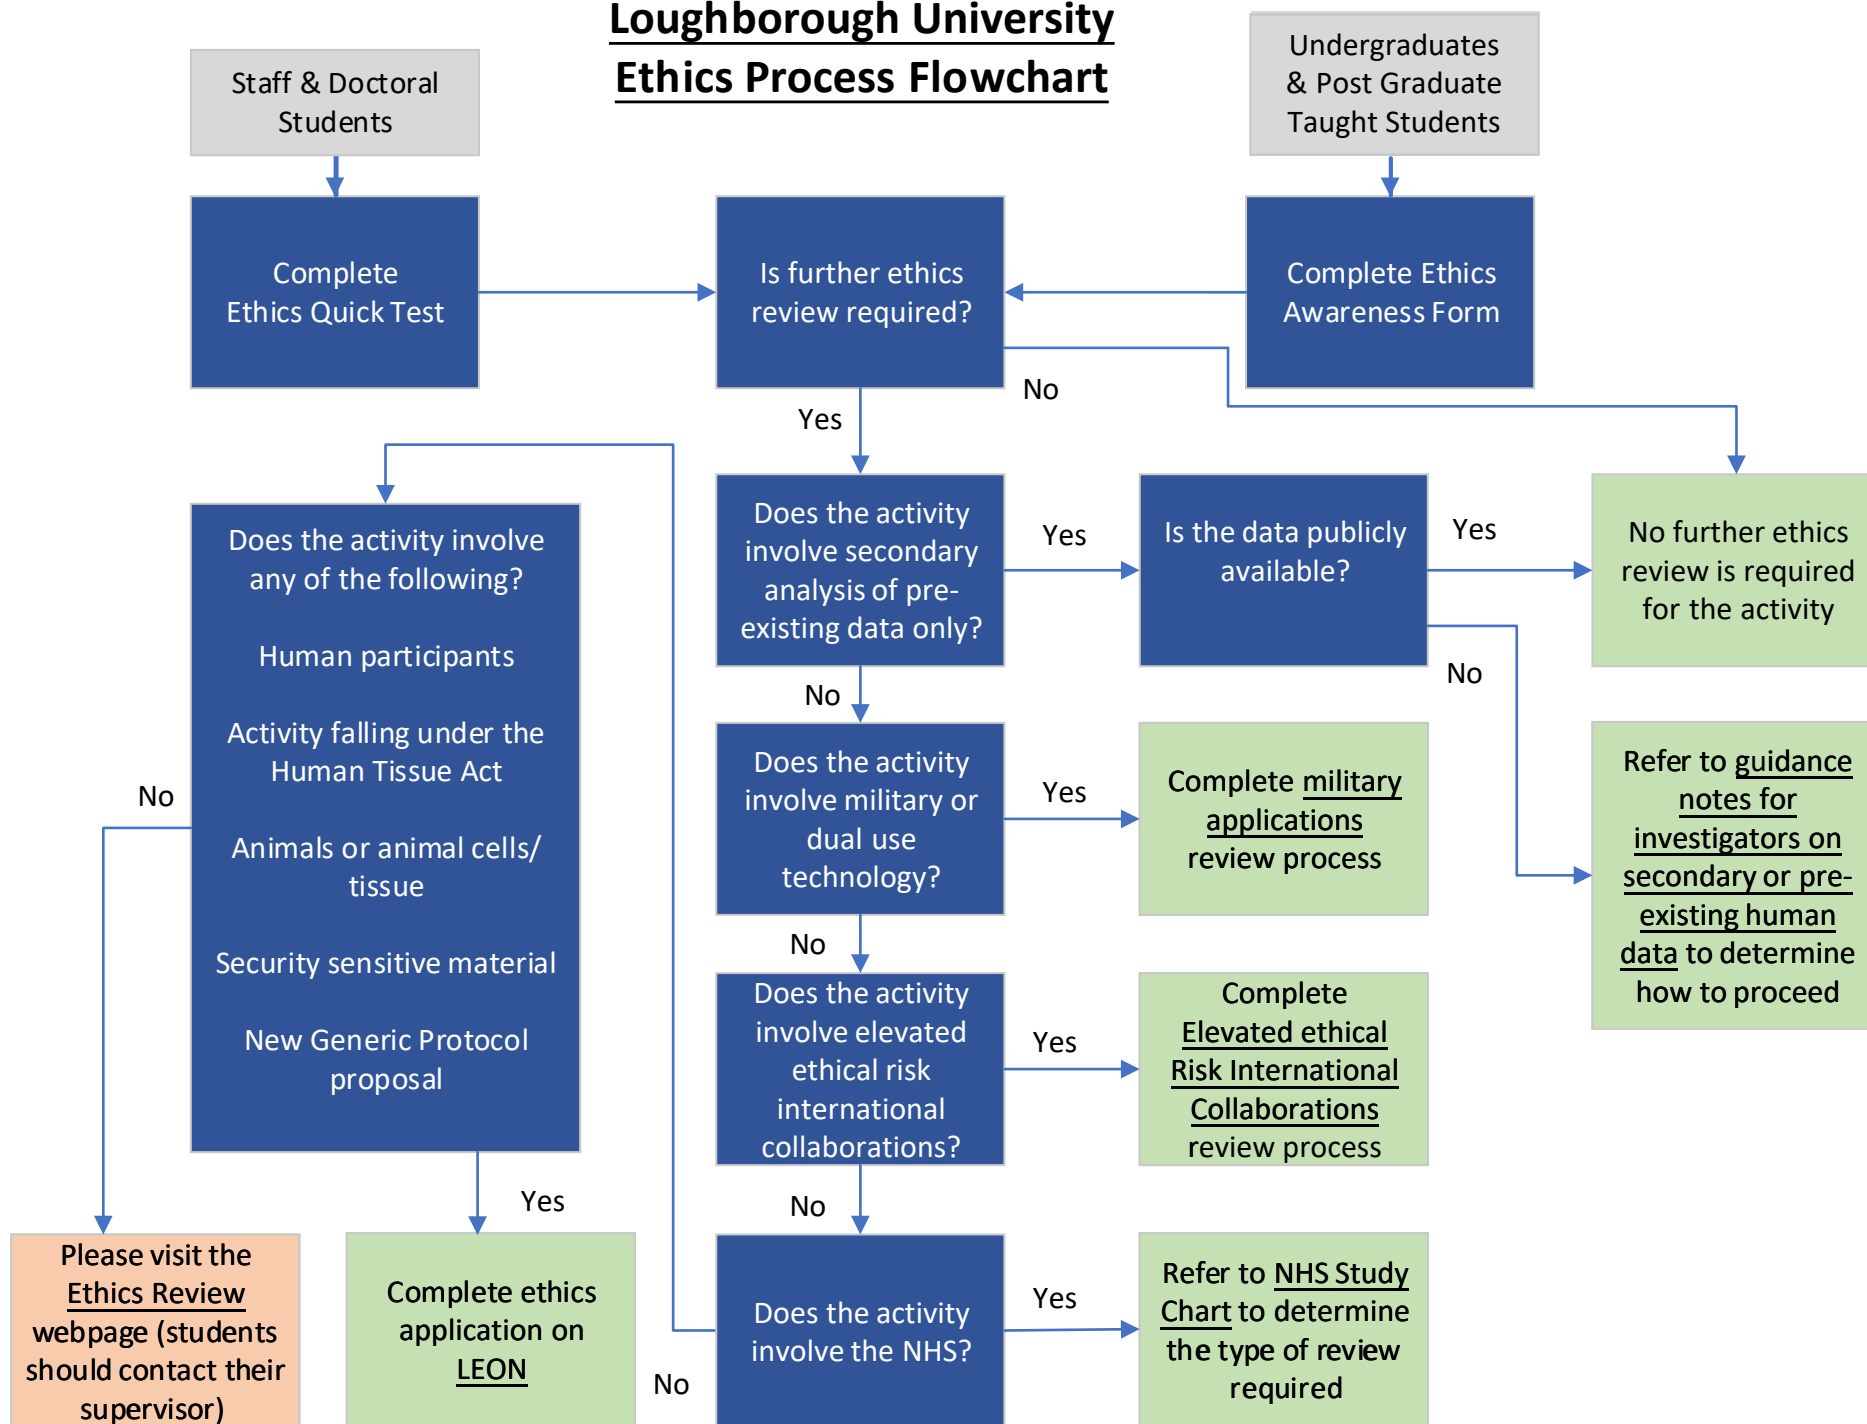 Loughborough University
Ethics Process Flowchart
Staff & Doctoral
Students
Undergraduates
& Post Graduate
Taught Students
Complete
Ethics Quick Test
Is further ethics
review required?
Complete Ethics
Awareness Form
No
Yes
Does the activity involve
any of the following?
Human participants
Activity falling under the
Human Tissue Act
Animals or animal cells/
tissue
Security sensitive material
New Generic Protocol
proposal
Does the activity
involve secondary
analysis of pre-
existing data only?
Yes
Is the data publicly
available?
Yes
No further ethics
review is required
for the activity
No
No
Does the activity
involve military or
dual use
technology?
Yes
Complete military
applications
review process
Refer to guidance
notes for
investigators on
secondary or pre-
existing human
data to determine
how to proceed
No
No
Does the activity
involve elevated
ethical risk
international
collaborations?
Yes
Complete
Elevated ethical
Risk International
Collaborations
review process
Yes
No
Please visit the
Ethics Review
webpage (students
should contact their
supervisor)
Complete ethics
application on
LEON
No
Does the activity
involve the NHS?
Yes
Refer to NHS Study
Chart to determine
the type of review
required